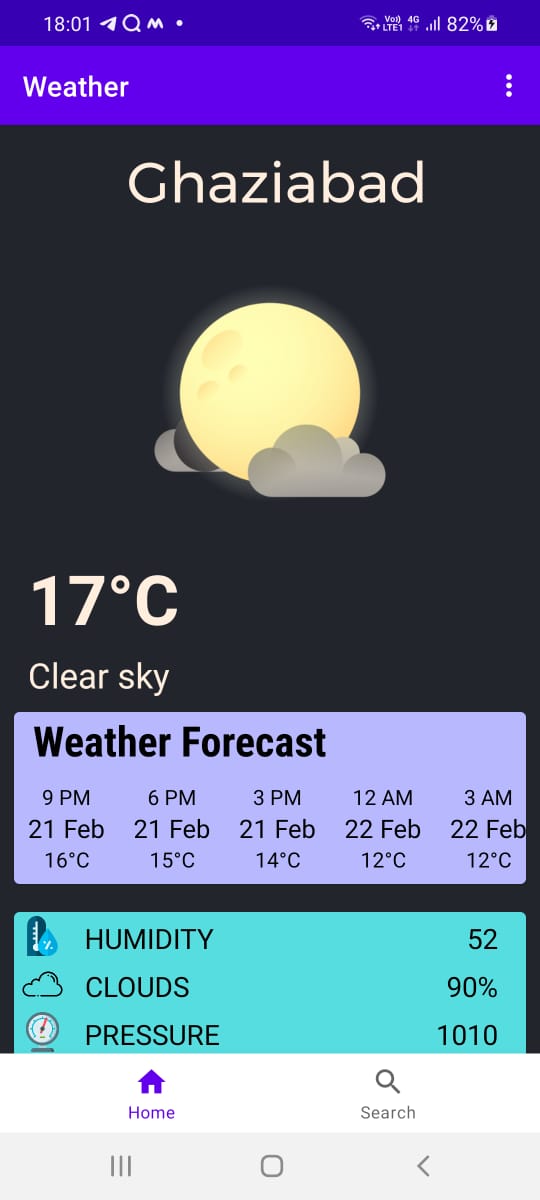 18:01 Vo) LTE1 4G 82%
Weather
Ghaziabad
17°C
Clear sky
Weather Forecast
9 PM 6 PM 3 PM 12 AM 3 AM
21 Feb 21 Feb 21 Feb 22 Feb 22 Feb
16°C 15°C 14°C 12°C 12°C
HUMIDITY 52
CLOUDS 90%
PRESSURE 1010
Home Search